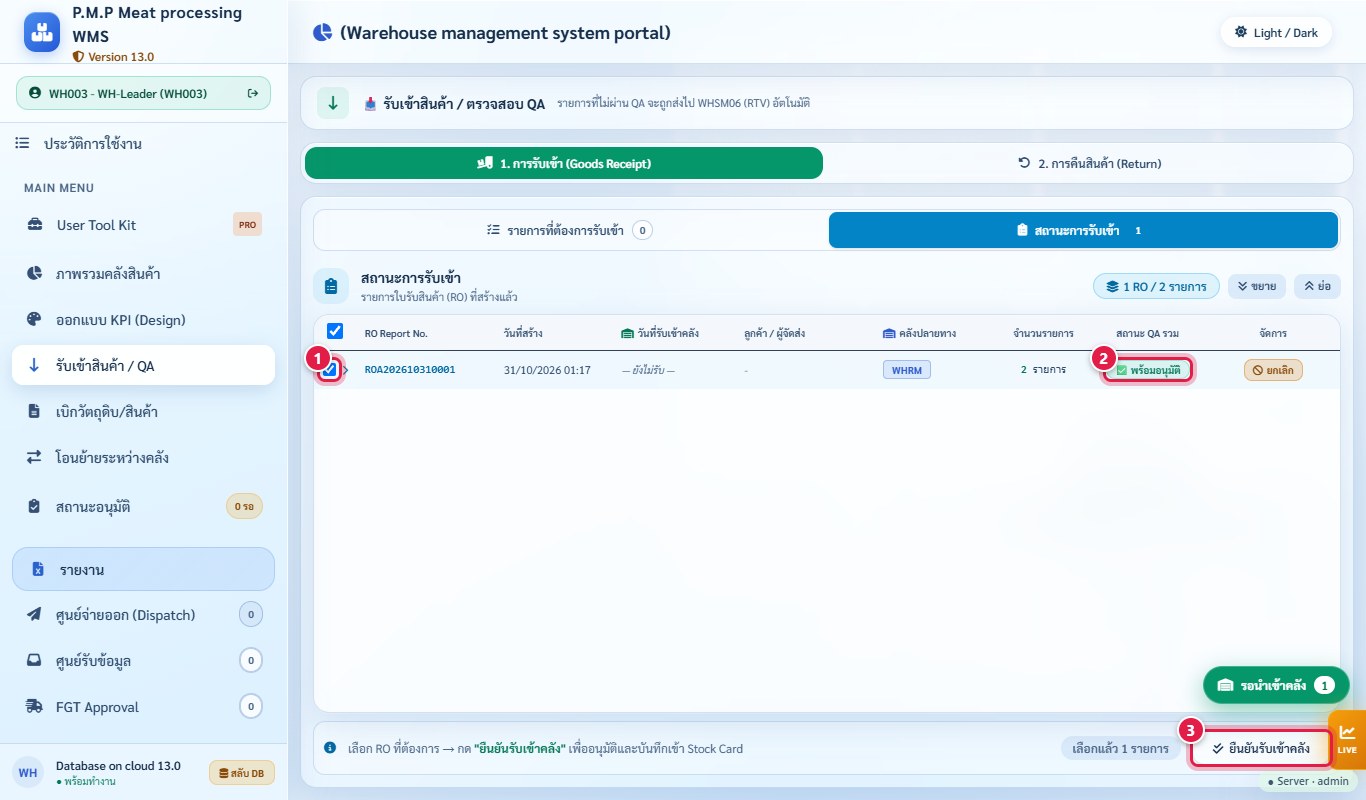 P.M.P Meat processing
WMS
Version 13.0
WH003 - WH-Leader (WH003)
ประวัติการใช้งาน
MAIN MENU
User Tool Kit
PRO
ภาพรวมคลังสินค้า
ออกแบบ KPI (Design)
รับเข้าสินค้า / QA
เบิกวัตถุดิบ/สินค้า
โอนย้ายระหว่างคลัง
สถานะอนุมัติ
0 รอ
รายงาน
ศูนย์จ่ายออก (Dispatch)
0
ศูนย์รับข้อมูล
0
FGT Approval
0
WH
Database on cloud 13.0
● พร้อมทำงาน
สลับ DB
(Warehouse management system portal)
Light / Dark
รับเข้าสินค้า / ตรวจสอบ QA
รายการที่ไม่ผ่าน QA จะถูกส่งไป WHSM06 (RTV) อัตโนมัติ
1. การรับเข้า (Goods Receipt)
2. การคืนสินค้า (Return)
รายการที่ต้องการรับเข้า
0
สถานะการรับเข้า
1
สถานะการรับเข้า
รายการใบรับสินค้า (RO) ที่สร้างแล้ว
1 RO / 2 รายการ
ขยาย
ย่อ
RO Report No.
วันที่สร้าง
วันที่รับเข้าคลัง
ลูกค้า / ผู้จัดส่ง
คลังปลายทาง
จำนวนรายการ
สถานะ QA รวม
จัดการ
1
ROA202610310001
31/10/2026 01:17
— ยังไม่รับ —
-
WHRM
2 รายการ
2
พร้อมอนุมัติ
ยกเลิก
รอนำเข้าคลัง
1
เลือก RO ที่ต้องการ → กด "ยืนยันรับเข้าคลัง" เพื่ออนุมัติและบันทึกเข้า Stock Card
เลือกแล้ว 1 รายการ
3
ยืนยันรับเข้าคลัง
LIVE
● Server · admin